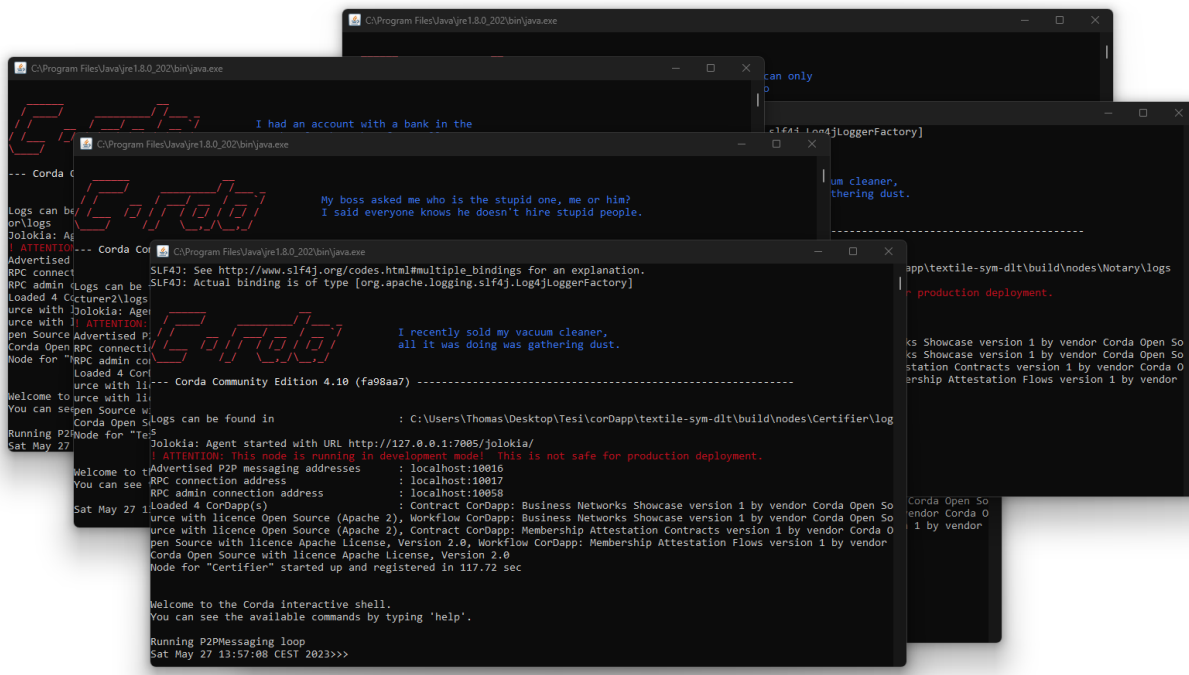 C:\Program Files\Java\jre1.8.0_202\bin\java.exe
can only
C:\Program Files\Java\jre1.8.0_202\bin\java.exe
I had an account with a bank in the
--- Corda
Logs can be
or\logs
Jolokia:
! ATTENTION
Advertised
RPC connect
RPC admin
Loaded 4
urce with
urce with
pen Source
Corda Open
Node for
Welcome to
You can see
Running P2P
Sat May 27
slf4j.Log4jLoggerFactory]
um cleaner,
thering dust.
----------------------------------------
app\textile-sym-dlt\build\nodes\Notary\logs
production deployment.
ks Showcase version 1 by vendor Corda Open So
ks Showcase version 1 by vendor Corda Open So
station Contracts version 1 by vendor Corda O
ership Attestation Flows version 1 by vendor
Corda Open So
endor Corda O
1 by vendor
C:\Program Files\Java\jre1.8.0_202\bin\java.exe
Corda
My boss asked me who is the stupid one, me or him?
I said everyone knows he doesn't hire stupid people.
--- Corda
Logs can be
cturer2\logs
Jolokia:
! ATTENTION:
Advertised
RPC
RPC admin
Loaded 4
urce with
urce with
pen Source
Corda Open
Node for
Welcome to
You can see
Sat May 27
C:\Program Files\Java\jre1.8.0_202\bin\java.exe
SLF4J: See http://www.slf4j.org/codes.html#multiple_bindings for an explanation.
SLF4J: Actual binding is of type [org.apache.logging.slf4j.Log4jLoggerFactory]
Corda
I recently sold my vacuum cleaner,
all it was doing was gathering dust.
--- Corda Community Edition 4.10 (fa98aa7) -------------------------------------------------------------
Logs can be found in : C:\Users\Thomas\Desktop\Tesi\corDapp\textile-sym-dlt\build\nodes\Certifier\log
s
Jolokia: Agent started with URL http://127.0.0.1:7005/jolokia/
! ATTENTION: This node is running in development mode! This is not safe for production deployment.
Advertised P2P messaging addresses : localhost:10016
RPC connection address : localhost:10017
RPC admin connection address : localhost:10058
Loaded 4 CorDapp(s) : Contract CorDapp: Business Networks Showcase version 1 by vendor Corda Open So
urce with licence Open Source (Apache 2), Workflow CorDapp: Business Networks Showcase version 1 by vendor Corda Open So
urce with licence Open Source (Apache 2), Contract CorDapp: Membership Attestation Contracts version 1 by vendor Corda O
pen Source with licence Apache License, Version 2.0, Workflow CorDapp: Membership Attestation Flows version 1 by vendor
Corda Open Source with licence Apache License, Version 2.0
Node for "Certifier" started up and registered in 117.72 sec
Welcome to the Corda interactive shell.
You can see the available commands by typing 'help'.
Running P2PMessaging loop
Sat May 27 13:57:08 CEST 2023>>>